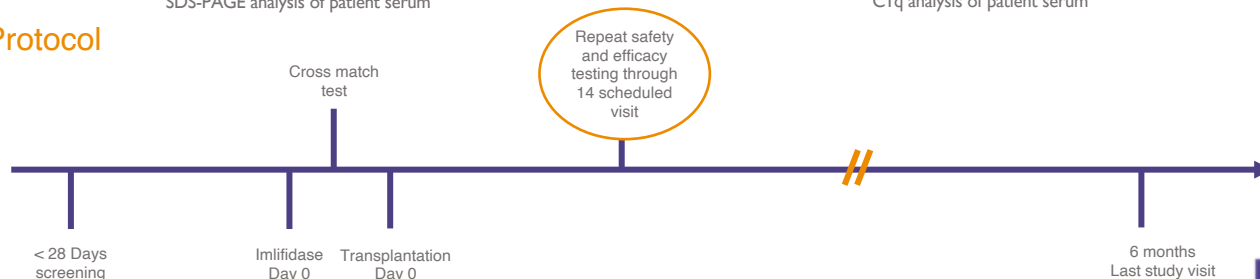 SDS-PAGE analysis of patient serum
C1q analysis of patient serum
Protocol
Cross match
test
Repeat safety
and efficacy
testing through
14 scheduled
visit
< 28 Days
screening
Imlifidase
Day 0
Transplantation
Day 0
6 months
Last study visit